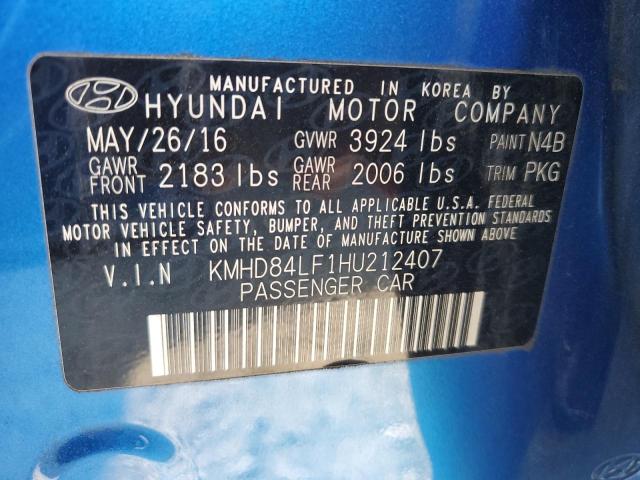 MANUFACTURED IN KOREA BY
HYUNDAI MOTOR COMPANY
MAY/26/16 GVWR 3924 lbs PAINT N4B
GAWR FRONT 2183 lbs GAWR REAR 2006 lbs TRIM PKG
THIS VEHICLE CONFORMS TO ALL APPLICABLE U.S.A. FEDERAL
MOTOR VEHICLE SAFETY, BUMPER, AND THEFT PREVENTION STANDARDS
IN EFFECT ON THE DATE OF MANUFACTURE SHOWN ABOVE.
V.I.N KMHD84LF1HU212407
PASSENGER CAR